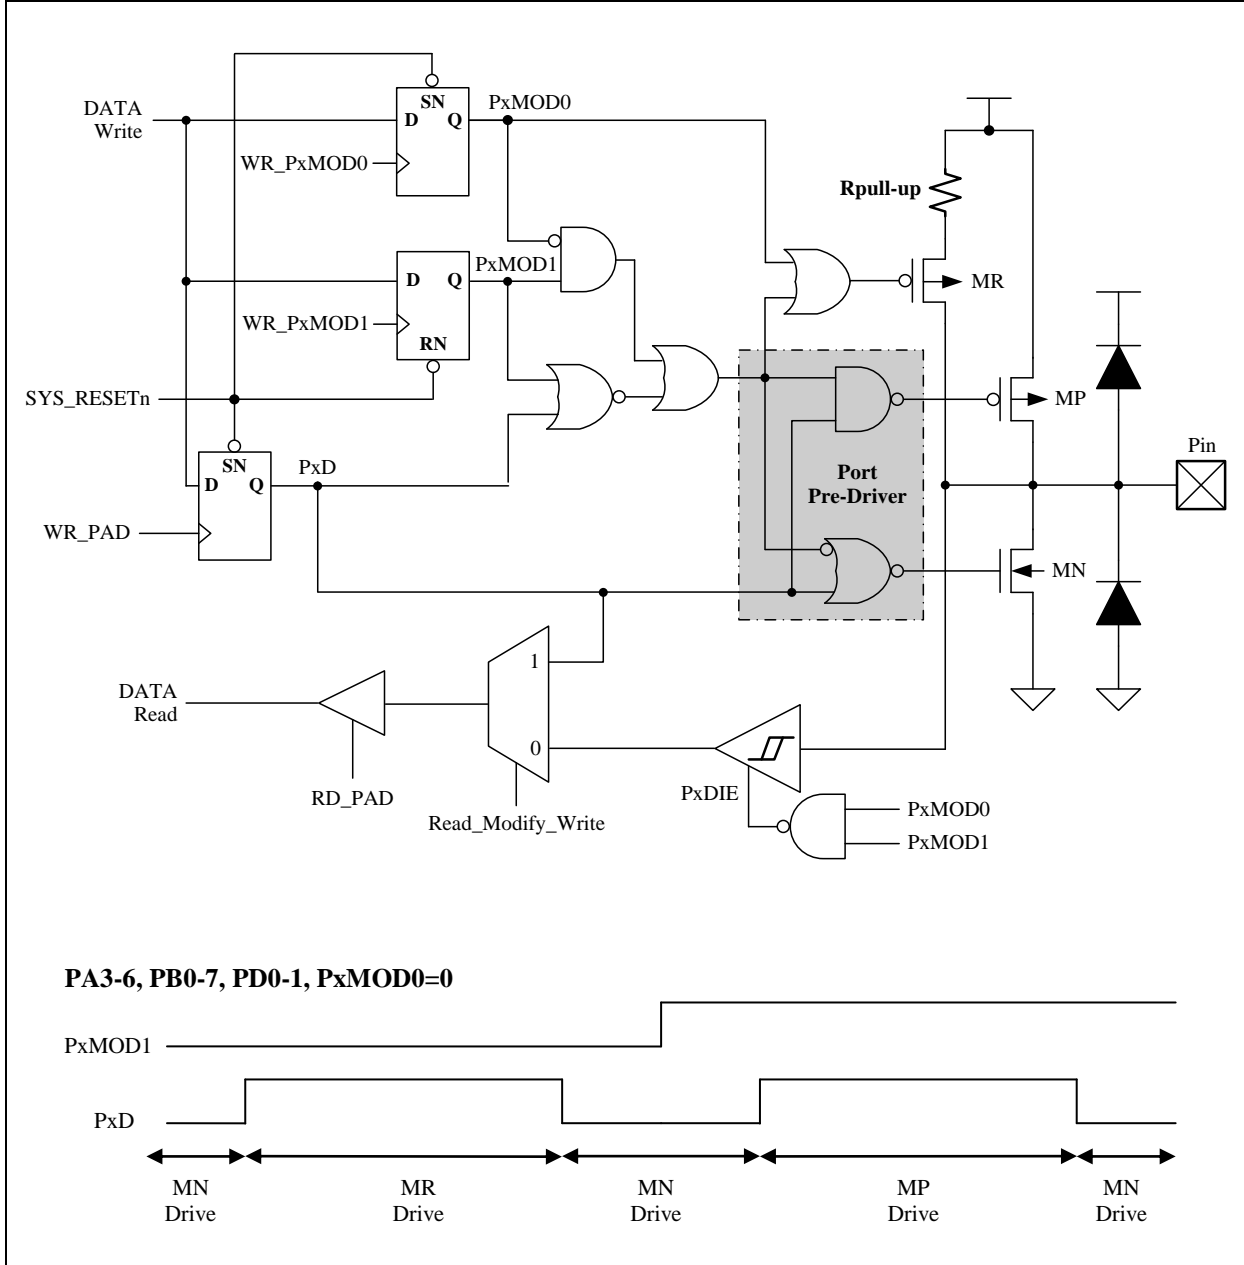 SN
PxMOD0
DATA
Write
D
Q
WR_PxMOD0
Rpull-up
PxMOD1
D
Q
MR
WR_PxMOD1
RN
SYS_RESETn
MP
PxD
SN
D
Q
Pin
Port
Pre-Driver
WR_PAD
MN
1
DATA
Read
0
PxDIE
RD_PAD
PxMOD0
Read_Modify_Write
PxMOD1
PA3-6, PB0-7, PD0-1, PxMOD0=0
PxMOD1
PxD
MN
Drive
MR
Drive
MN
Drive
MP
Drive
MN
Drive